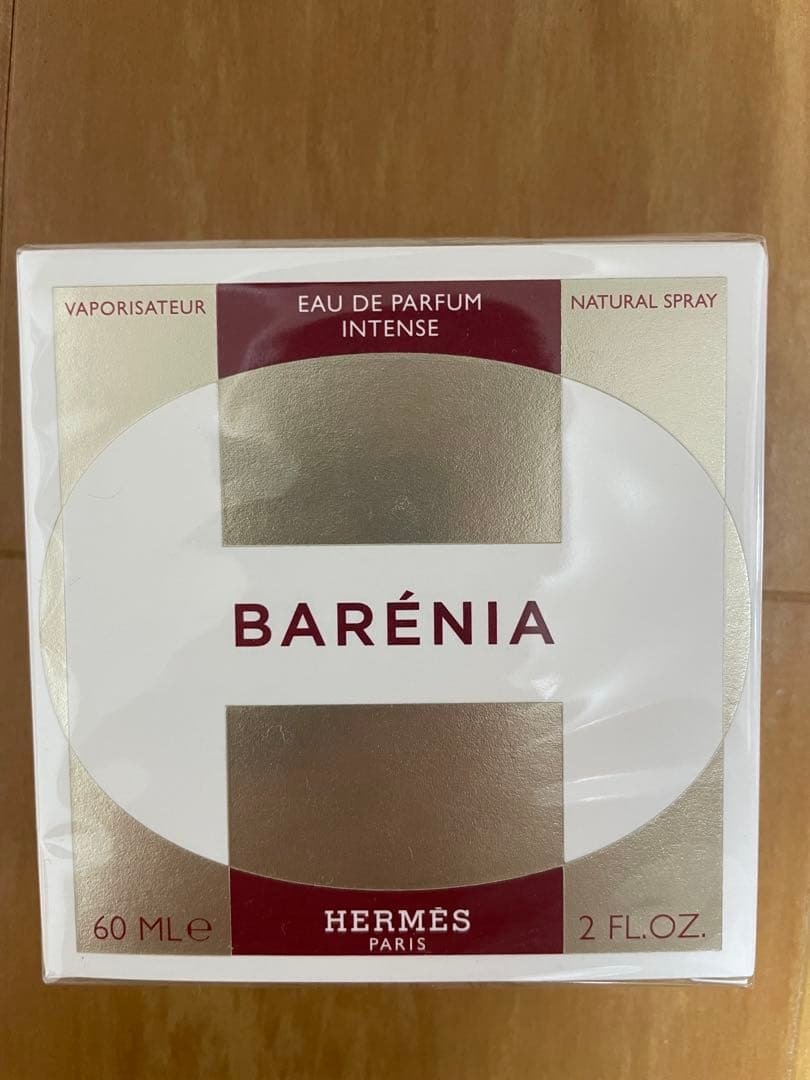 VAPORISATEUR
EAU DE PARFUM
INTENSE
NATURAL SPRAY
BARÉNIA
60 ML℮
HERMÈS
PARIS
2 FL.OZ.